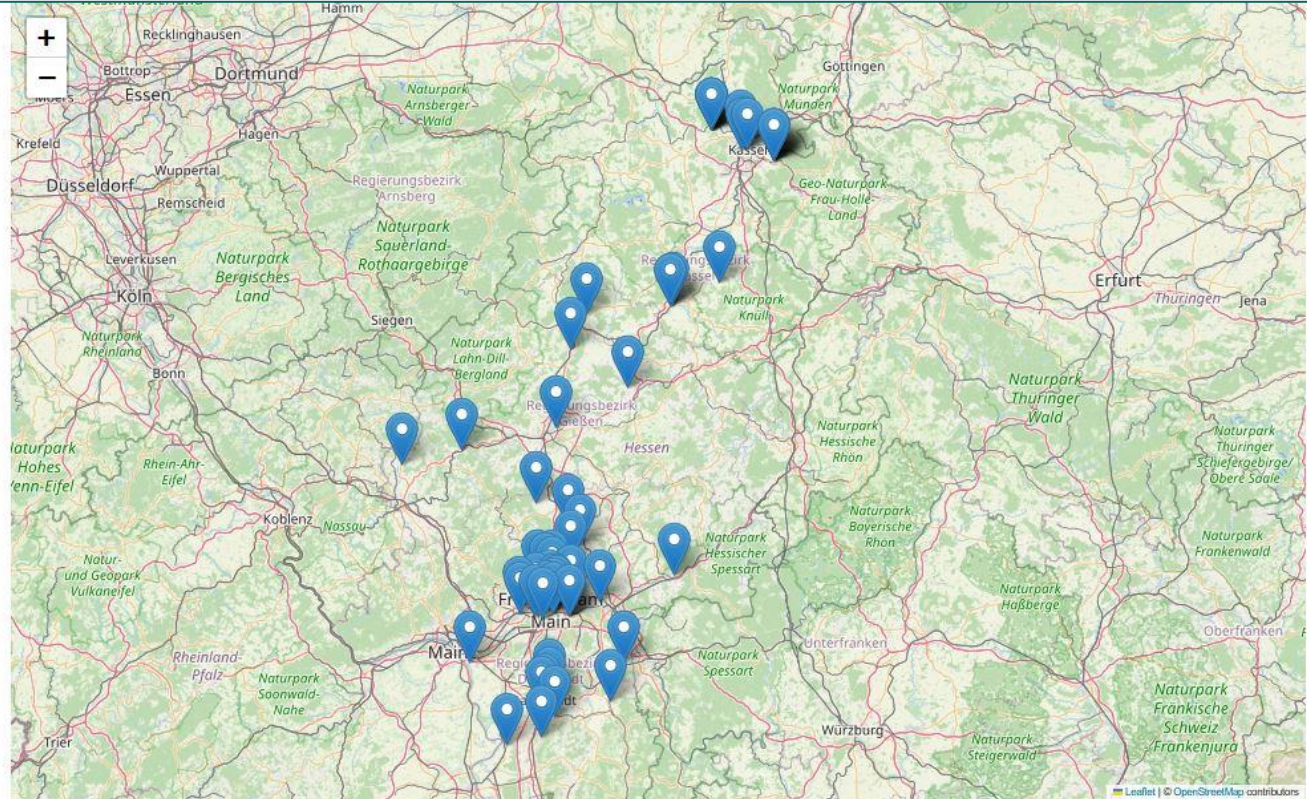 Hamm
Recklinghausen
+
−
Bottrop
Dortmund
Göttingen
Essen
Naturpark
Arnsberger
Wald
Naturpark
Münden
Moers
Hagen
Krefeld
Kassel
Wuppertal
Düsseldorf
Remscheid
Regierungsbezirk
Arnsberg
Geo-Naturpark
Frau-Holle-
Land
Naturpark
Sauerland-
Rothaargebirge
Leverkusen
Naturpark
Bergisches
Land
Köln
Erfurt
Thüringen
Jena
Naturpark
Knüll
Siegen
Naturpark
Rheinland
Naturpark
Lahn-Dill-
Bergland
Bonn
Naturpark
Thüringer
Wald
Gießen
Hessen
Naturpark
Hessische
Rhön
Naturpark
Thüringer
Schiefergebirge/
Obere Saale
Rhein-Ahr-
Eifel
Koblenz
Nassau
Naturpark
Bayerische
Rhön
Naturpark
Hessischer
Spessart
Naturpark
Frankenwald
Natur-
und Geopark
Vulkaneifel
Naturpark
Haßberge
Main
Oberfranken
Unterfranken
Rheinland-
Pfalz
Naturpark
Spessart
Naturpark
Soonwald-
Nahe
Naturpark
Fränkische
Schweiz
Frankenjura
Trier
Würzburg
Naturpark
Steigerwald
Leaflet | © OpenStreetMap contributors